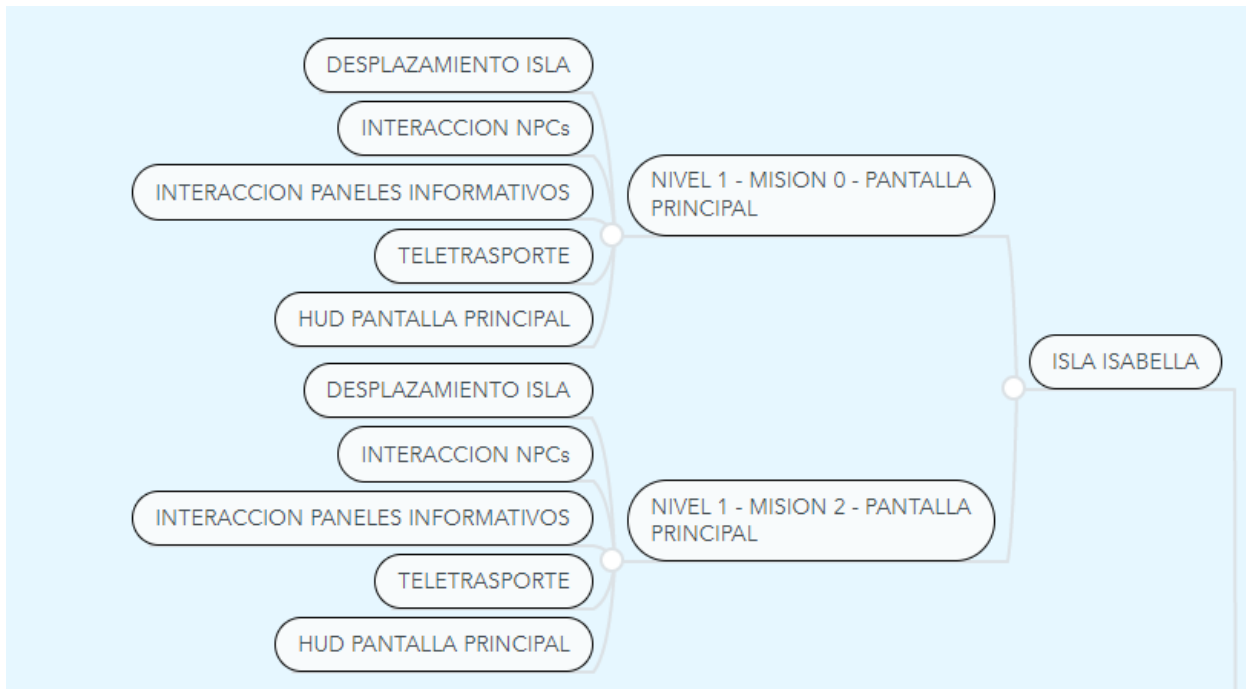 DESPLAZAMIENTO ISLA
INTERACCION NPCs
INTERACCION PANELES INFORMATIVOS
TELETRASPORTE
HUD PANTALLA PRINCIPAL
NIVEL 1 - MISION 0 - PANTALLA
PRINCIPAL
DESPLAZAMIENTO ISLA
INTERACCION NPCs
INTERACCION PANELES INFORMATIVOS
TELETRASPORTE
HUD PANTALLA PRINCIPAL
NIVEL 1 - MISION 2 - PANTALLA
PRINCIPAL
ISLA ISABELLA